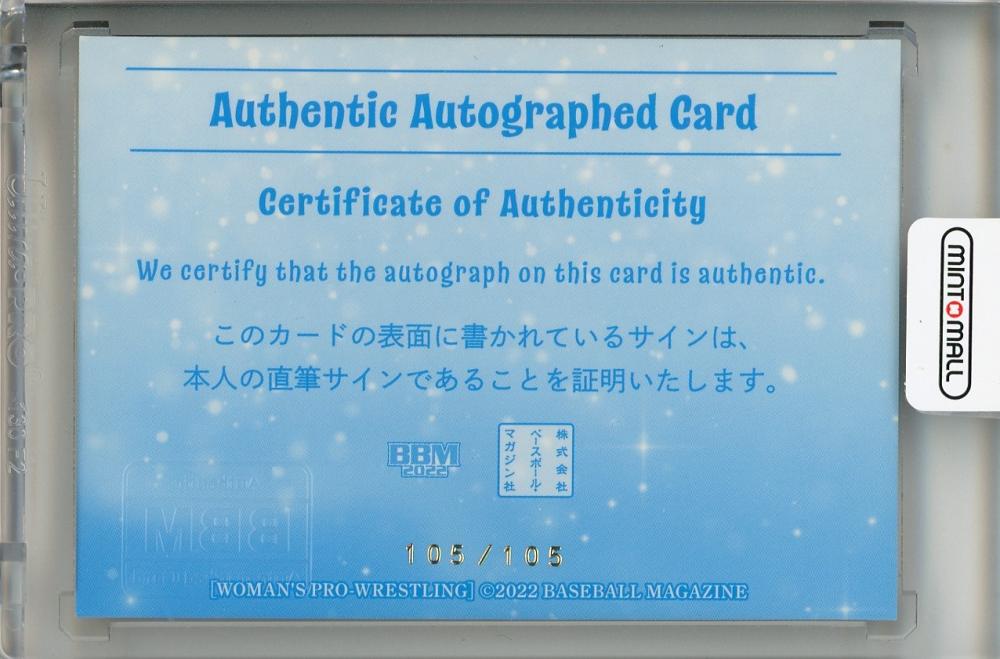 Authentic Autographed Card
Certificate of Authenticity
We certify that the autograph on this card is authentic.
このカードの表面に書かれているサインは、
本人の直筆サインであることを証明いたします。
BBM
2022
株式会社
ベースボール・
マガジン社
105/105
[WOMAN'S PRO-WRESTLING] ©2022 BASEBALL MAGAZINE
MINT MALL
BBM